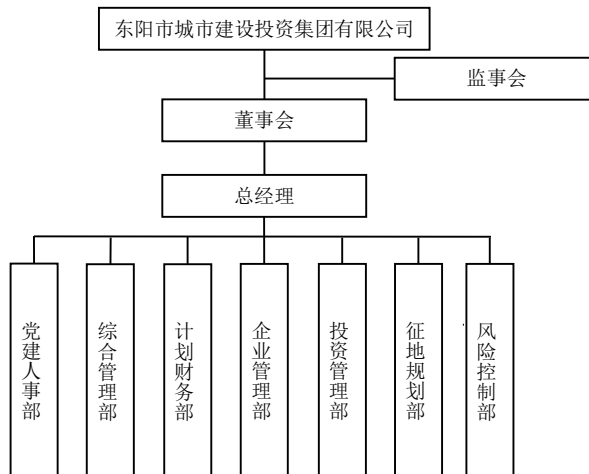 东阳市城市建设投资集团有限公司
监事会
董事会
总经理
党建人事部
综合管理部
计划财务部
企业管理部
投资管理部
征地规划部
风险控制部